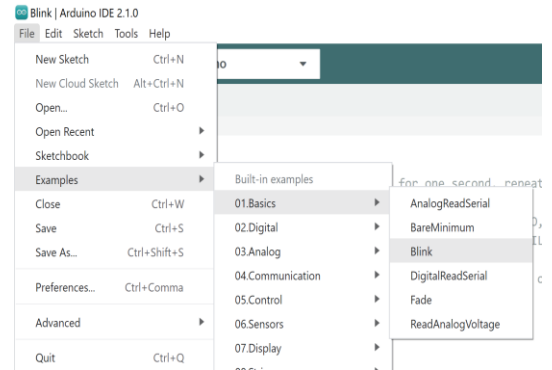 Blink | Arduino IDE 2.1.0
File Edit Sketch Tools Help
New Sketch Ctrl+N
New Cloud Sketch Alt+Ctrl+N
Open... Ctrl+O
Open Recent
Sketchbook
Examples
Close Ctrl+W
Save Ctrl+S
Save As... Ctrl+Shift+S
Preferences... Ctrl+Comma
Advanced
Quit Ctrl+Q
Built-in examples
01.Basics
02.Digital
03.Analog
04.Communication
05.Control
06.Sensors
07.Display
AnalogReadSerial
BareMinimum
Blink
DigitalReadSerial
Fade
ReadAnalogVoltage
for one second, repeat